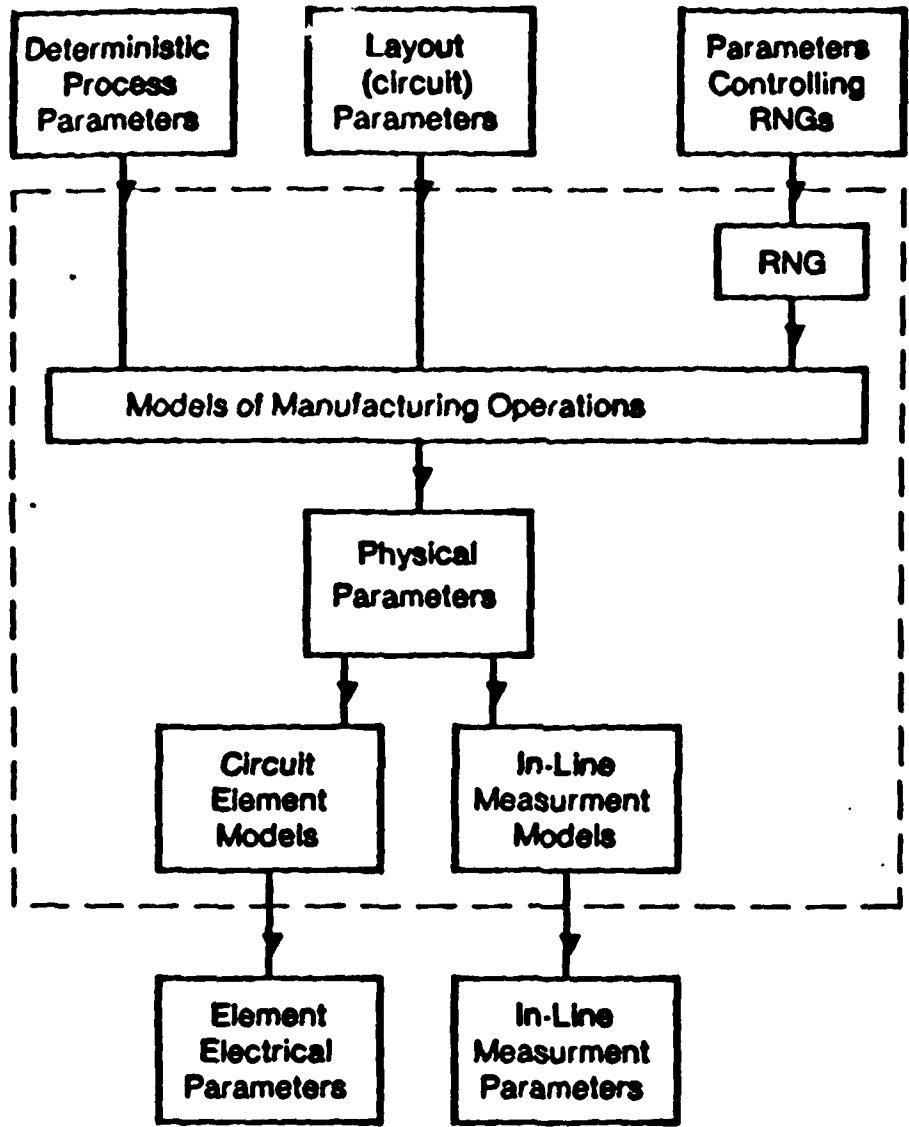 Deterministic
Process
Parameters
Layout
(circuit)
Parameters
Parameters
Controlling
RNGs
RNG
Models of Manufacturing Operations
Physical
Parameters
Circuit
Element
Models
In-Line
Measurment
Models
Element
Electrical
Parameters
In-Line
Measurment
Parameters